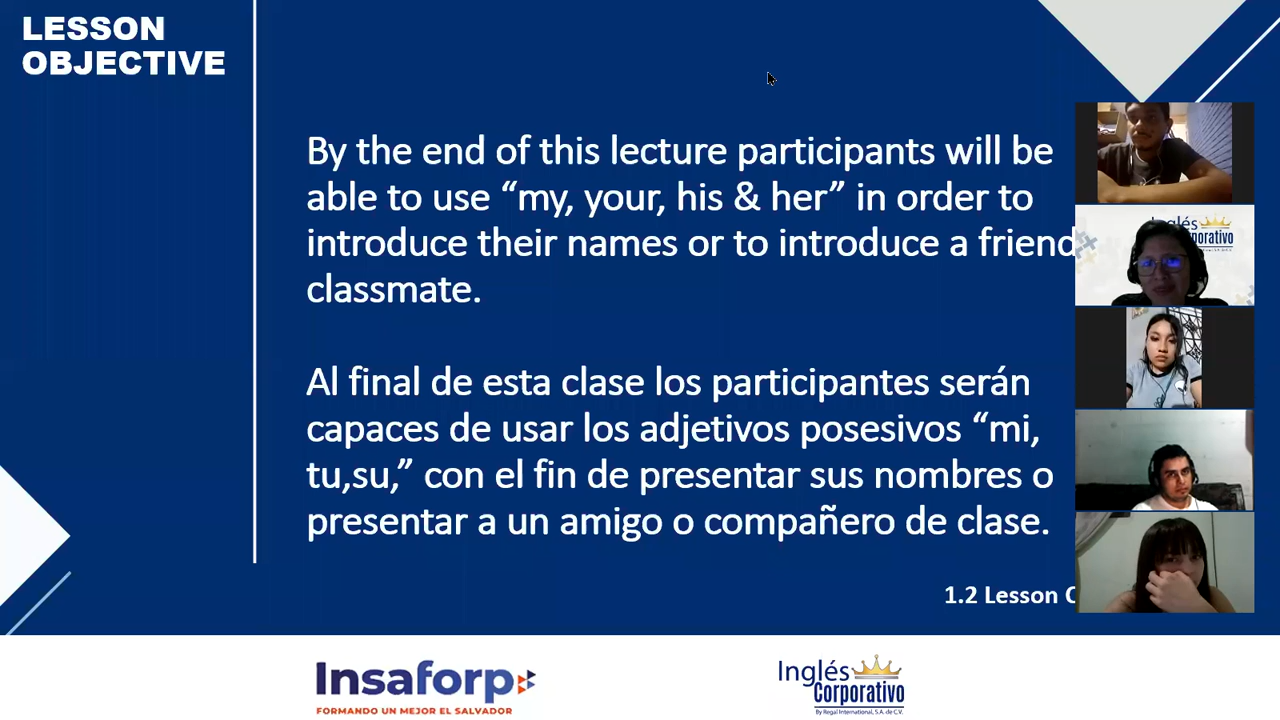 LESSON
OBJECTIVE
By the end of this lecture participants will be
able to use “my, your, his & her” in order to
introduce their names or to introduce a friend
classmate.
Al final de esta clase los participantes serán
capaces de usar los adjetivos posesivos “mi,
tu,su,” con el fin de presentar sus nombres o
presentar a un amigo o compañero de clase.
1.2 Lesson
Inglés
Insaforp
FORMANDO UN MEJOR EL SALVADOR
Inglés
Corporativo
By Regal International, S.A. de C.V.